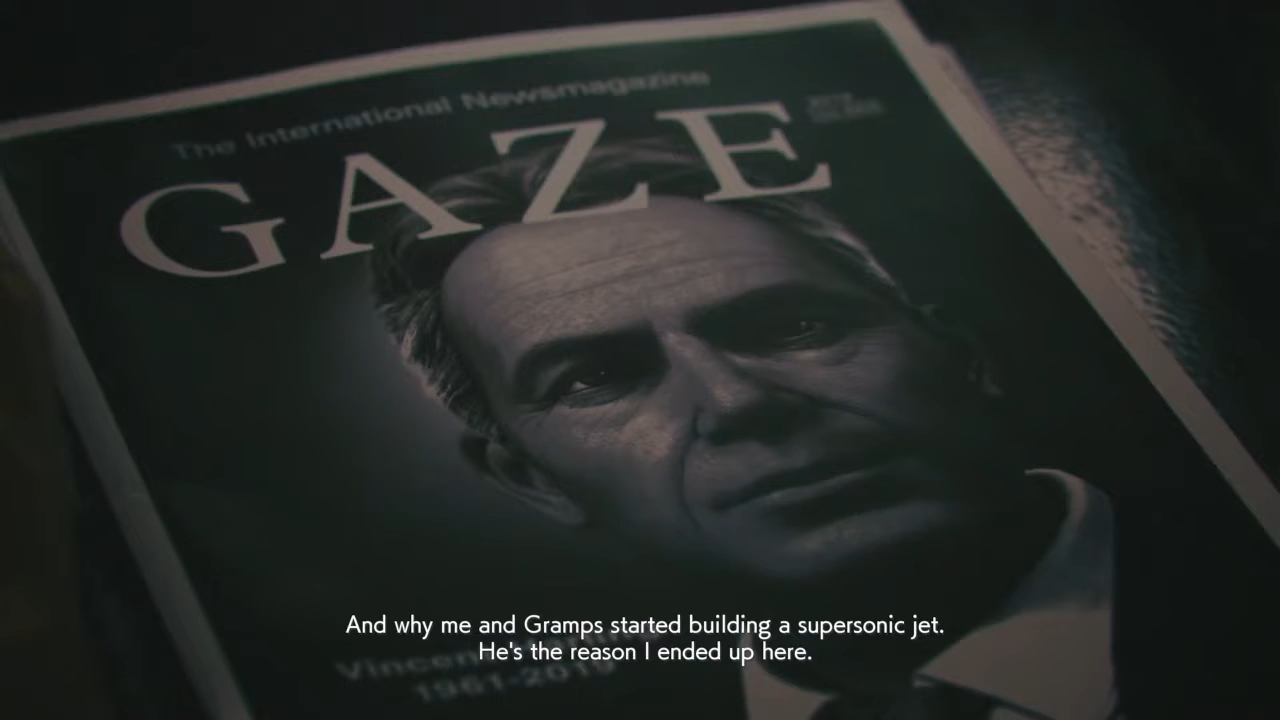 The International Newsmagazine
GAZE
And why me and Gramps started building a supersonic jet.
He's the reason I ended up here.
1961-2019